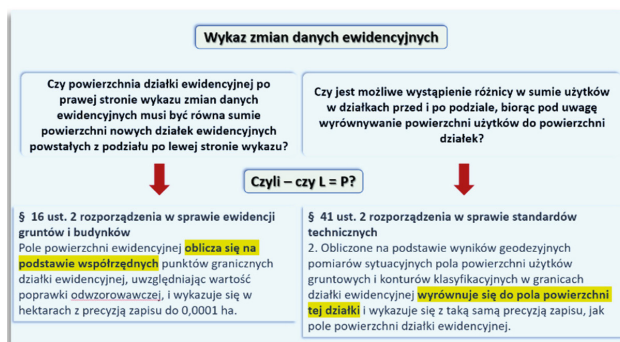 Wykaz zmian danych ewidencyjnych
Czy powierzchnia działki ewidencyjnej po
prawej stronie wykazu zmian danych
ewidencyjnych musi być równa sumie
powierzchni nowych działek ewidencyjnych
powstałych z podziału po lewej stronie wykazu?
Czy jest możliwe wystąpienie różnicy w sumie użytków
w działkach przed i po podziale, biorąc pod uwagę
wyrównywanie powierzchni użytków do powierzchni
działek?
Czyli – czy L = P?
§ 16 ust. 2 rozporządzenia w sprawie ewidencji
gruntów i budynków
Pole powierzchni ewidencyjnej oblicza się na
podstawie współrzędnych punktów granicznych
działki ewidencyjnej, uwzględniając wartość
poprawki odwzorowawczej, i wykazuje się w
hektarach z precyzją zapisu do 0,0001 ha.
§ 41 ust. 2 rozporządzenia w sprawie standardów
technicznych
2. Obliczone na podstawie wyników geodezyjnych
pomiarów sytuacyjnych pola powierzchni użytków
gruntowych i konturów klasyfikacyjnych w granicach
działki ewidencyjnej wyrównuje się do pola powierzchni
tej działki i wykazuje się z taką samą precyzją zapisu, jak
pole powierzchni działki ewidencyjnej.